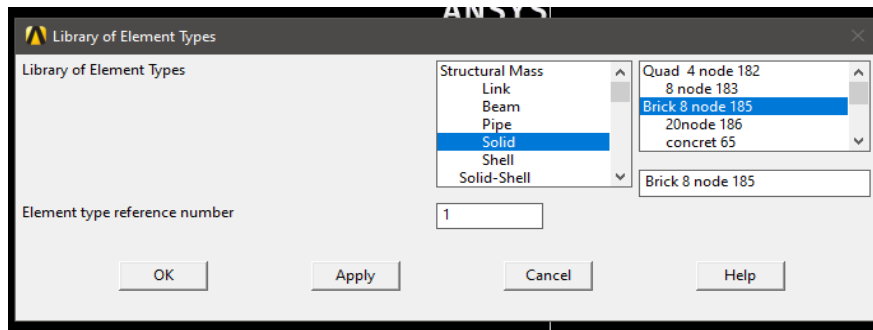 ANSYS
Library of Element Types
Library of Element Types
Structural Mass
Link
Beam
Pipe
Solid
Shell
Solid-Shell
Quad 4 node 182
8 node 183
Brick 8 node 185
20node 186
concret 65
Brick 8 node 185
Element type reference number
1
OK
Apply
Cancel
Help